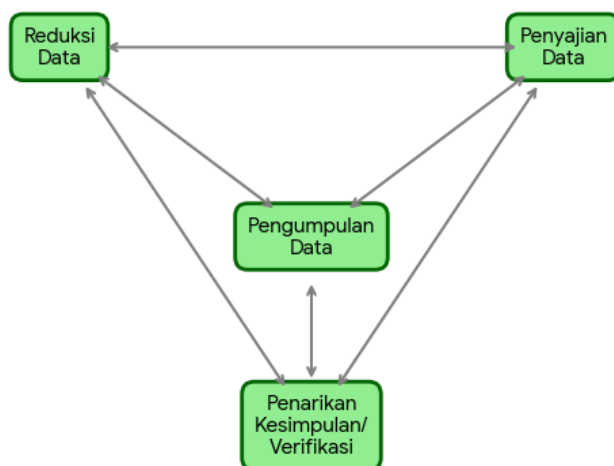 Reduksi
Data
Penyajian
Data
Pengumpulan
Data
Penarikan
Kesimpulan/
Verifikasi